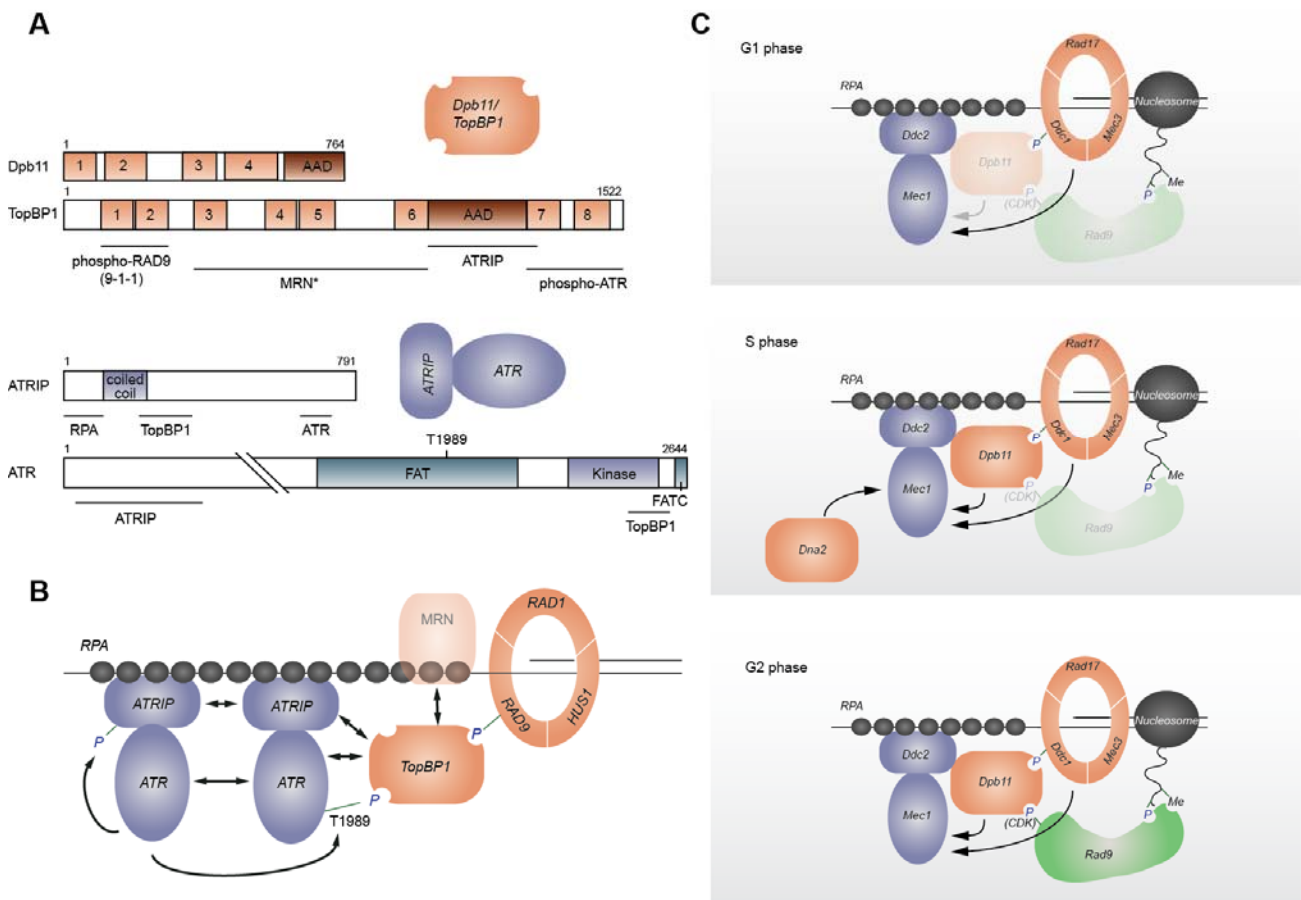 A
Dpb11/
TopBP1
1
764
Dpb11
1
2
3
4
AAD
1
1522
TopBP1
1
2
3
4
5
6
AAD
7
8
phospho-RAD9
(9-1-1)
MRN*
ATRIP
phospho-ATR
1
791
ATRIP
coiled
coil
RPA
TopBP1
ATR
ATRIP
ATR
T1989
1
2644
ATR
FAT
Kinase
FATC
ATRIP
TopBP1
B
RPA
MRN
RAD1
RAD9
HUS1
ATRIP
ATRIP
P
P
TopBP1
ATR
ATR
P
T1989
C
G1 phase
RPA
Rad17
Ddc1
Mec3
Nucleosome
Ddc2
P
Dpb11
Mec1
P
(CDK)
P
Me
Rad9
S phase
RPA
Rad17
Ddc1
Mec3
Nucleosome
Ddc2
P
Dpb11
Mec1
P
(CDK)
P
Me
Rad9
Dna2
G2 phase
RPA
Rad17
Ddc1
Mec3
Nucleosome
Ddc2
P
Dpb11
Mec1
P
(CDK)
P
Me
Rad9